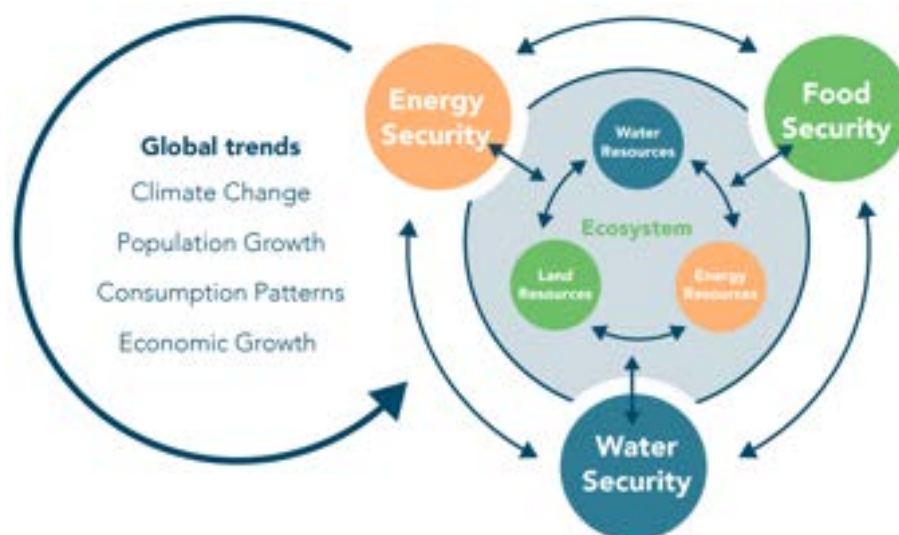 Global trends
Climate Change
Population Growth
Consumption Patterns
Economic Growth
Energy
Security
Food
Security
Water
Resources
Ecosystem
Land
Resources
Energy
Resources
Water
Security